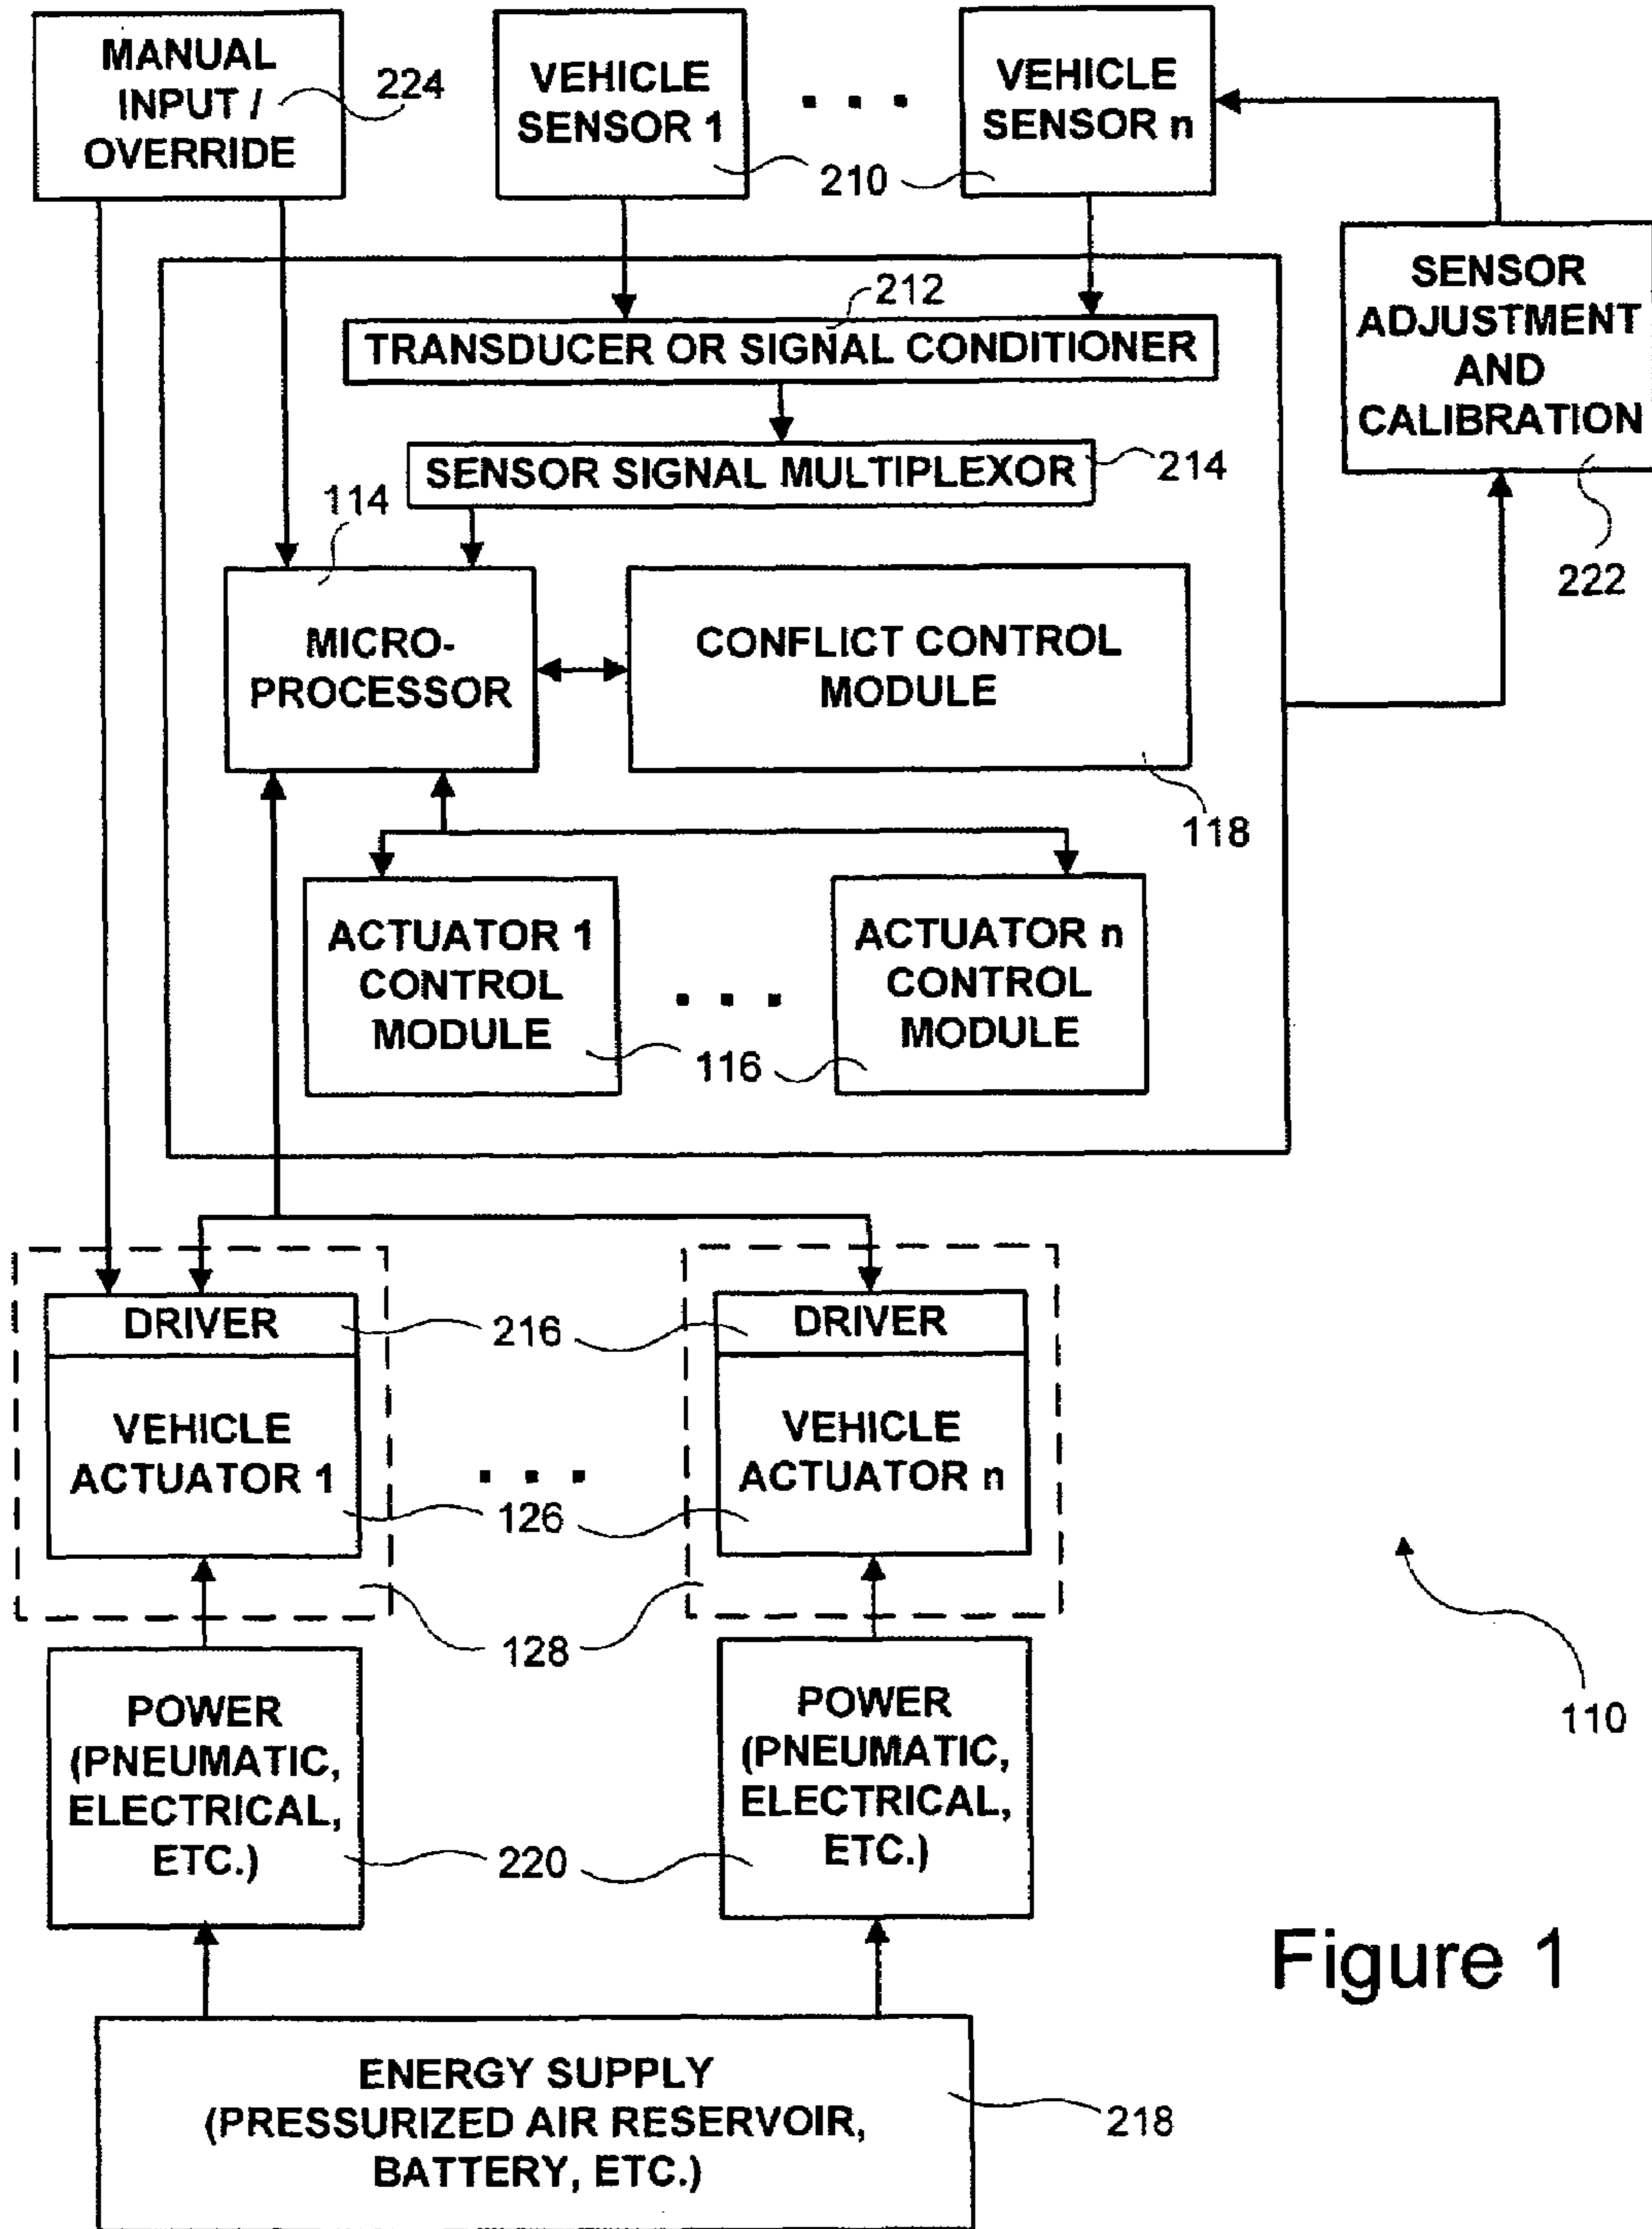 MANUAL
INPUT /
OVERRIDE
224
VEHICLE
SENSOR 1
VEHICLE
SENSOR n
210
SENSOR
ADJUSTMENT
AND
CALIBRATION
222
212
TRANSDUCER OR SIGNAL CONDITIONER
SENSOR SIGNAL MULTIPLEXOR
214
114
MICRO-
PROCESSOR
CONFLICT CONTROL
MODULE
118
ACTUATOR 1
CONTROL
MODULE
ACTUATOR n
CONTROL
MODULE
116
DRIVER
216
DRIVER
VEHICLE
ACTUATOR 1
VEHICLE
ACTUATOR n
126
128
110
POWER
(PNEUMATIC,
ELECTRICAL,
ETC.)
POWER
(PNEUMATIC,
ELECTRICAL,
ETC.)
220
Figure 1
ENERGY SUPPLY
(PRESSURIZED AIR RESERVOIR,
BATTERY, ETC.)
218